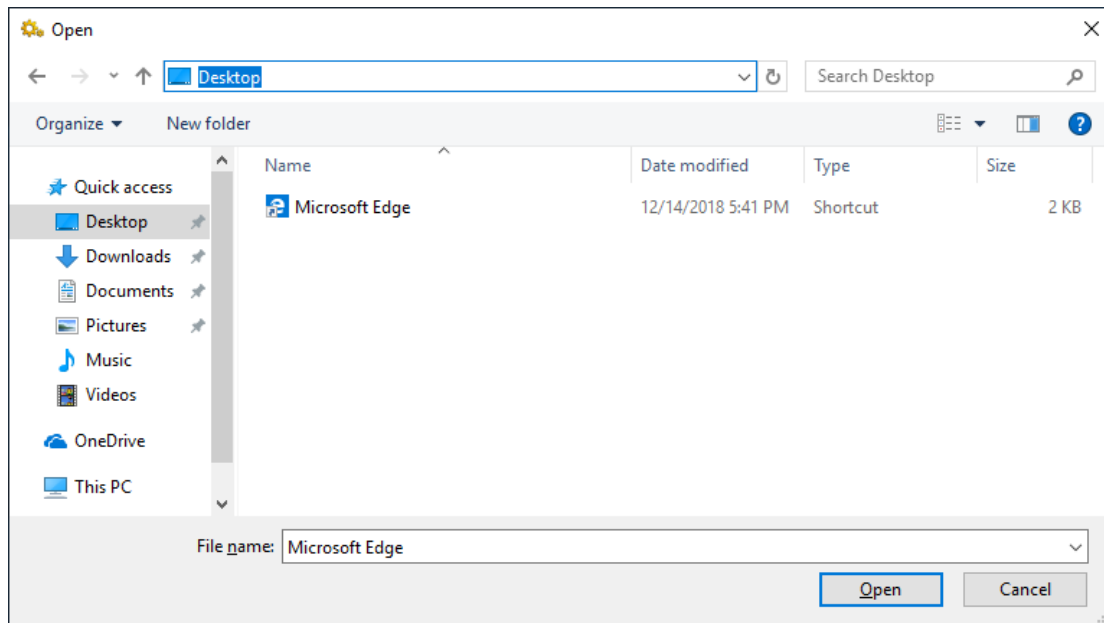 Open
Desktop
Search Desktop
Organize
New folder
Name
Date modified
Type
Size
Quick access
Desktop
Downloads
Documents
Pictures
Music
Videos
OneDrive
This PC
Microsoft Edge
12/14/2018 5:41 PM
Shortcut
2 KB
File name:
Microsoft Edge
Open
Cancel